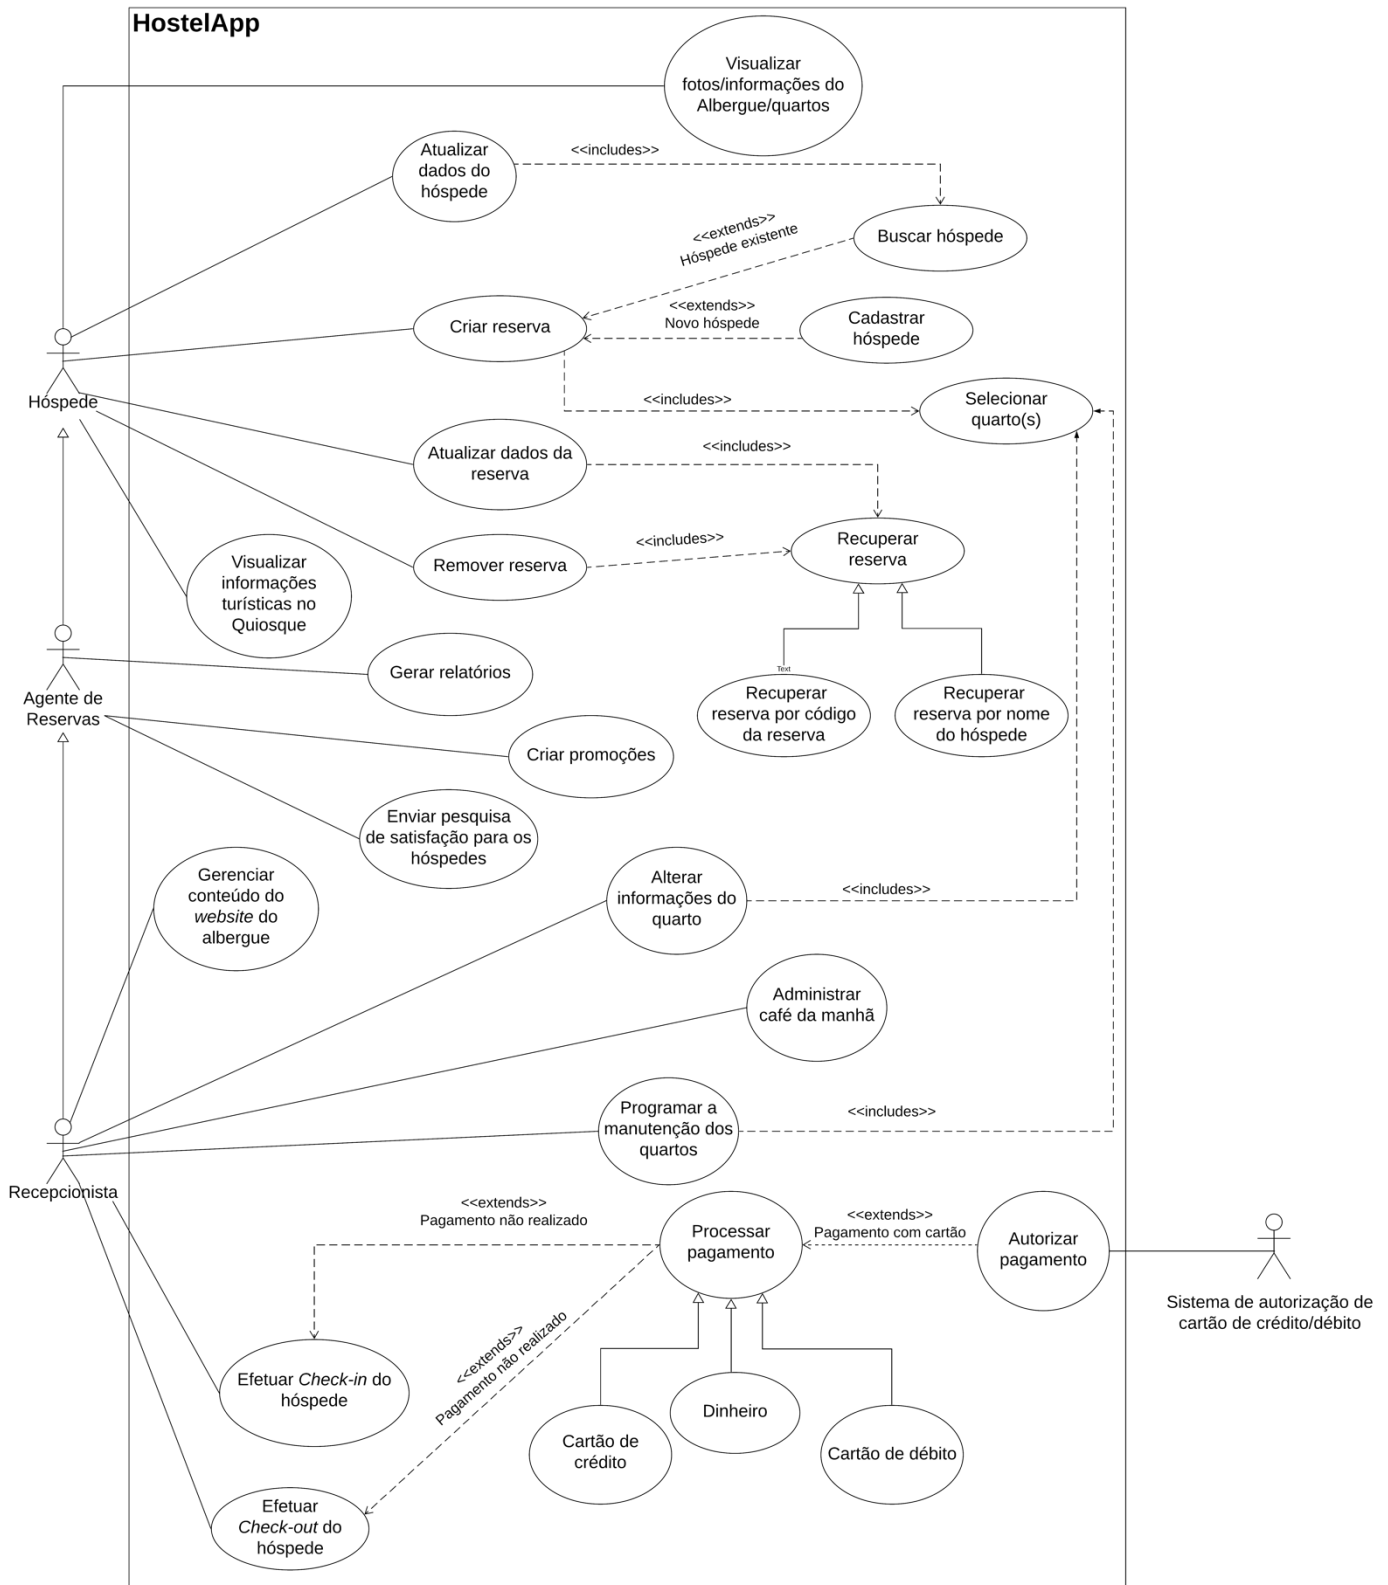 HostelApp
Visualizar
fotos/informações do
Albergue/quartos
Atualizar
dados do
hóspede
<<includes>>
Buscar hóspede
<<extends>>
Hóspede existente
Criar reserva
<<extends>>
Novo hóspede
Cadastrar
hóspede
Hóspede
<<includes>>
Selecionar
quarto(s)
Atualizar dados da
reserva
<<includes>>
Recuperar
reserva
Remover reserva
<<includes>>
Visualizar
informações
turísticas no
Quiosque
Text
Gerar relatórios
Recuperar
reserva por código
da reserva
Recuperar
reserva por nome
do hóspede
Agente de
Reservas
Criar promoções
Enviar pesquisa
de satisfação para os
hóspedes
Gerenciar
conteúdo do
website do
albergue
Alterar
informações do
quarto
<<includes>>
Administrar
café da manhã
Programar a
manutenção dos
quartos
<<includes>>
Recepcionista
<<extends>>
Pagamento não realizado
Processar
pagamento
<<extends>>
Pagamento com cartão
Autorizar
pagamento
Sistema de autorização de
cartão de crédito/débito
<<extends>>
Pagamento não realizado
Efetuar Check-in do
hóspede
Dinheiro
Cartão de
crédito
Cartão de débito
Efetuar
Check-out do
hóspede